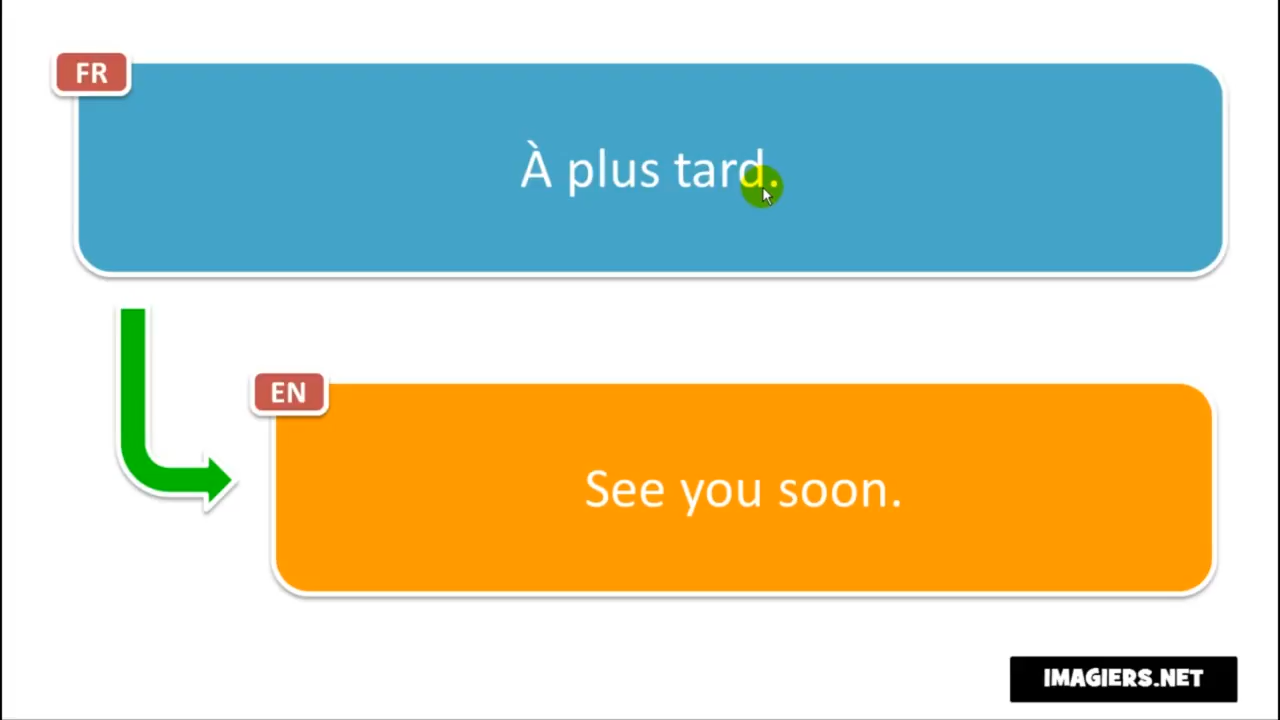 FR
À plus tard.
EN
See you soon.
IMAGIERS.NET